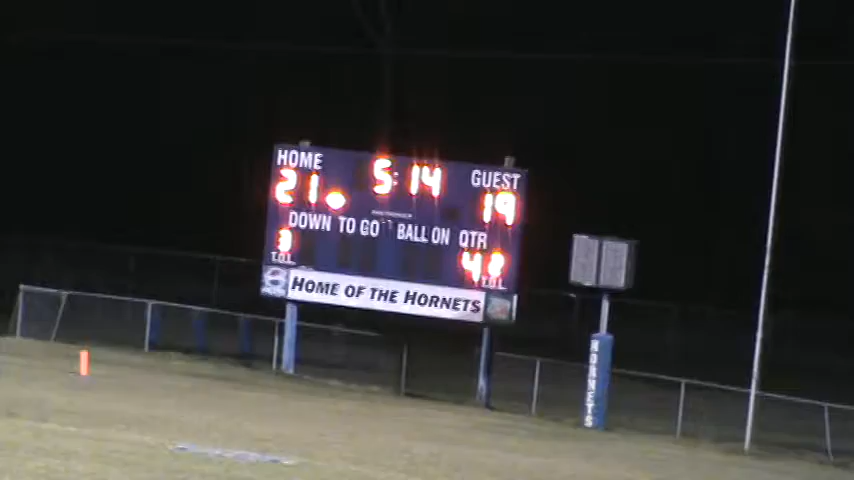 HOME 5:14 GUEST
21 19
DOWN TO GO BALL ON QTR
3 4 2
T.O.L. T.O.L.
HOME OF THE HORNETS
HORNETS